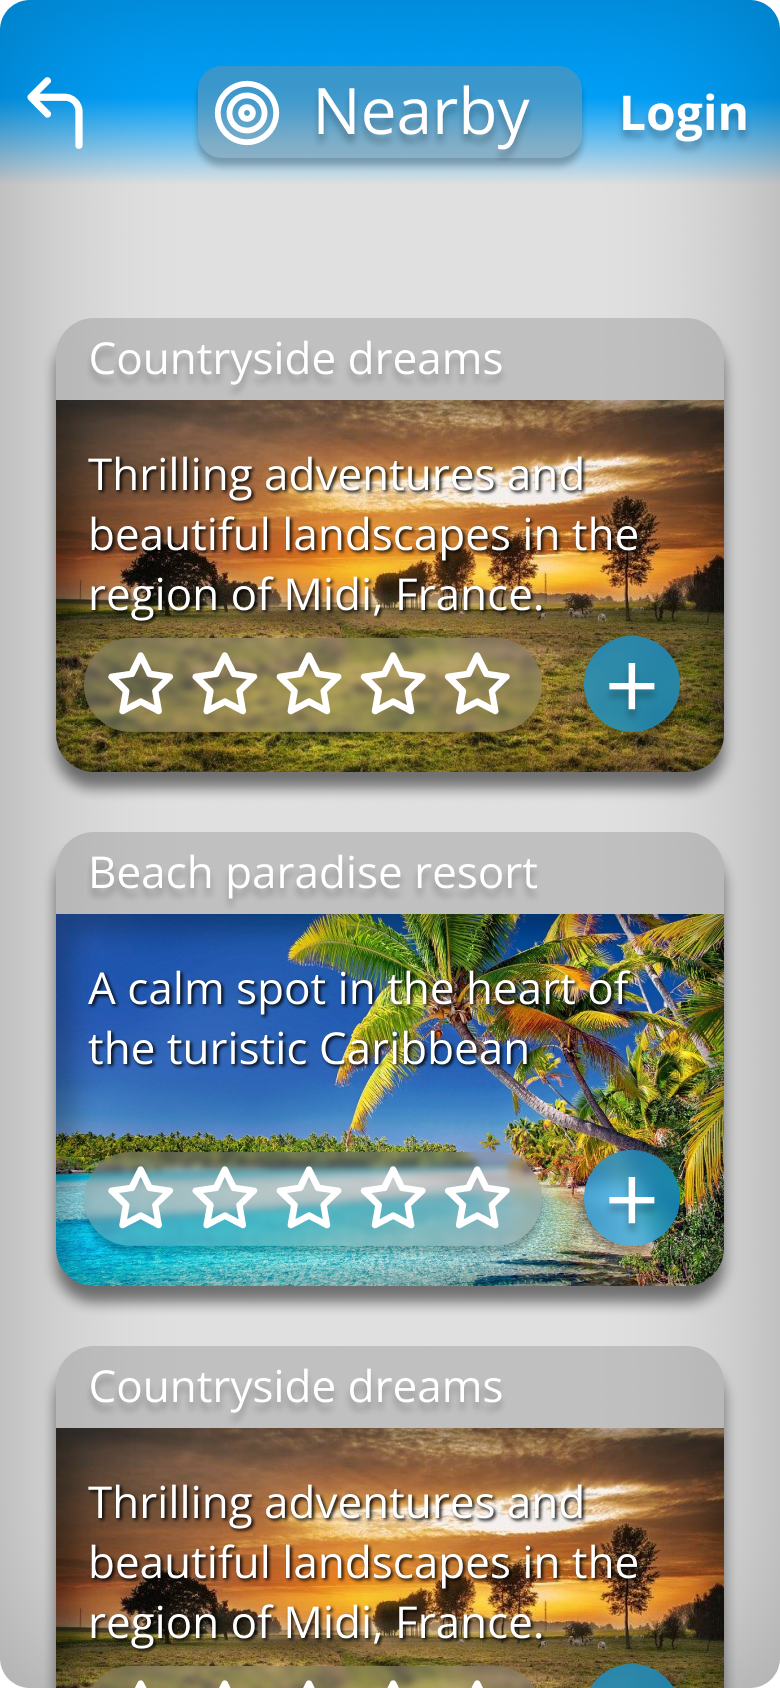 Nearby
Login
Countryside dreams
Thrilling adventures and
beautiful landscapes in the
region of Midi, France.
Beach paradise resort
A calm spot in the heart of
the turistic Caribbean
Countryside dreams
Thrilling adventures and
beautiful landscapes in the
region of Midi, France.